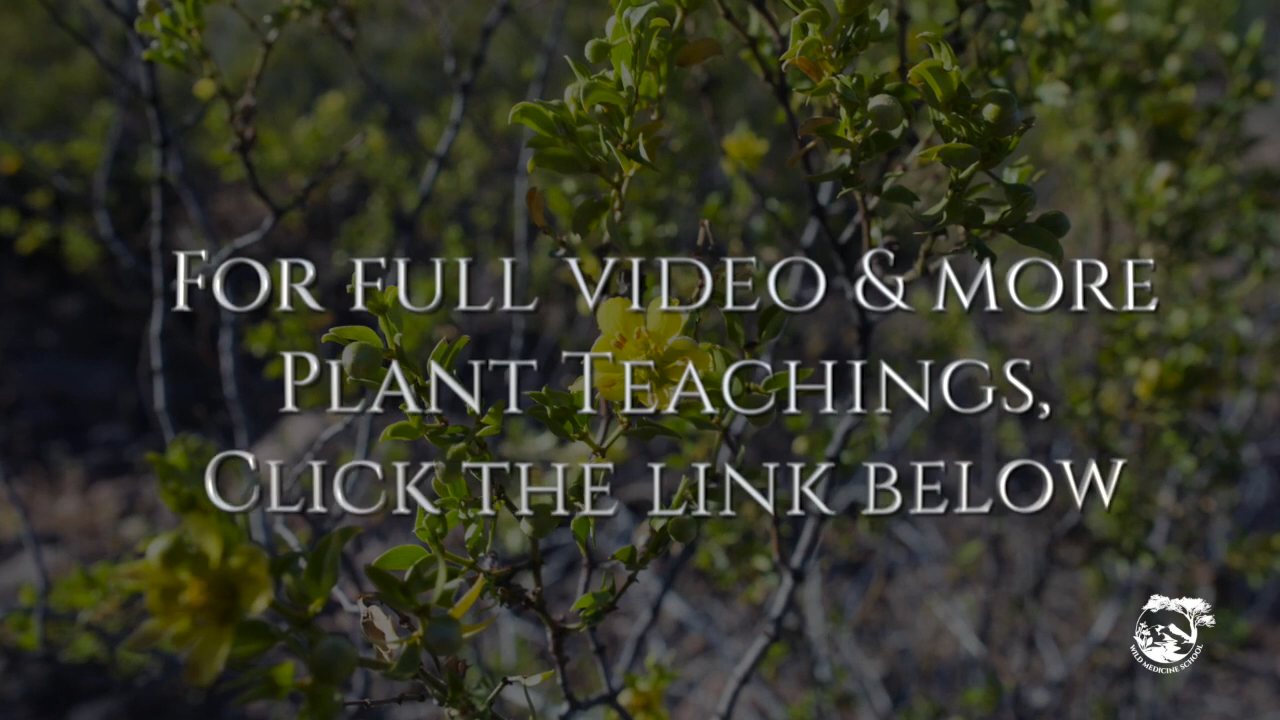 For full video & more
Plant Teachings,
Click the link below
WILD MEDICINE SCHOOL